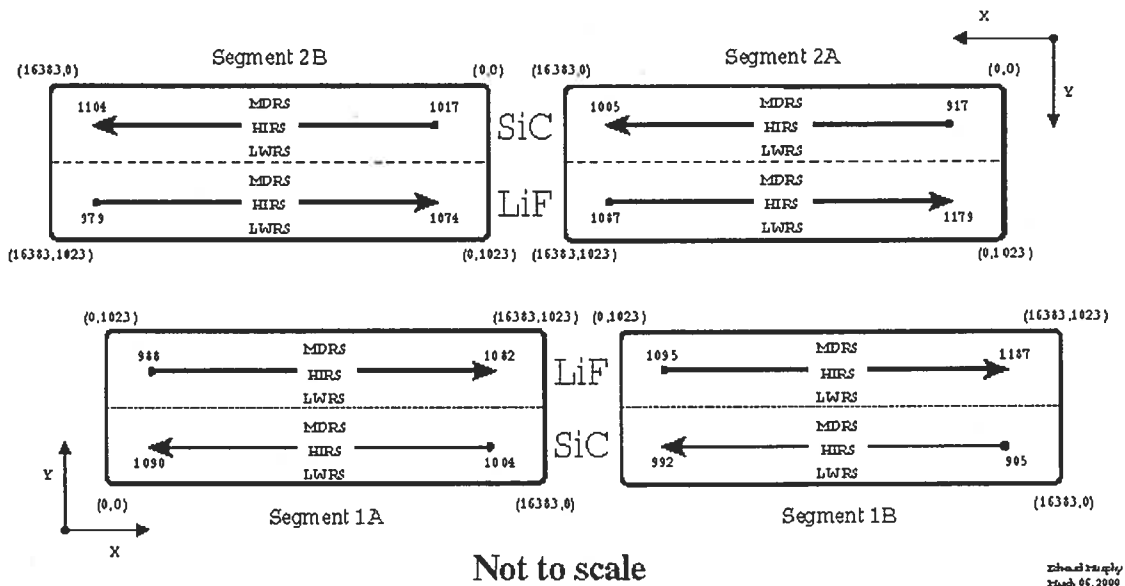 X
Segment 2B
Segment 2A
(16383,0)
(0,0)
(16383,0)
(0,0)
Y
1104
MDRS
1017
1005
MDRS
917
HIRS
SiC
HIRS
LWRS
LWRS
MDRS
MDRS
HIRS
LiF
HIRS
979
LWRS
1074
1087
LWRS
1179
(16383,1023)
(0,1023)
(16383,1023)
(0,1023)
(0,1023)
(16383,1023)
(0,1023)
(16383,1023)
988
MDRS
1082
1095
MDRS
1187
HIRS
LiF
HIRS
LWRS
LWRS
MDRS
MDRS
HIRS
SiC
HIRS
1090
LWRS
1004
992
LWRS
905
Y
(0,0)
(16383,0)
(16383,0)
Segment 1A
Segment 1B
X
Not to scale
March 06, 2000